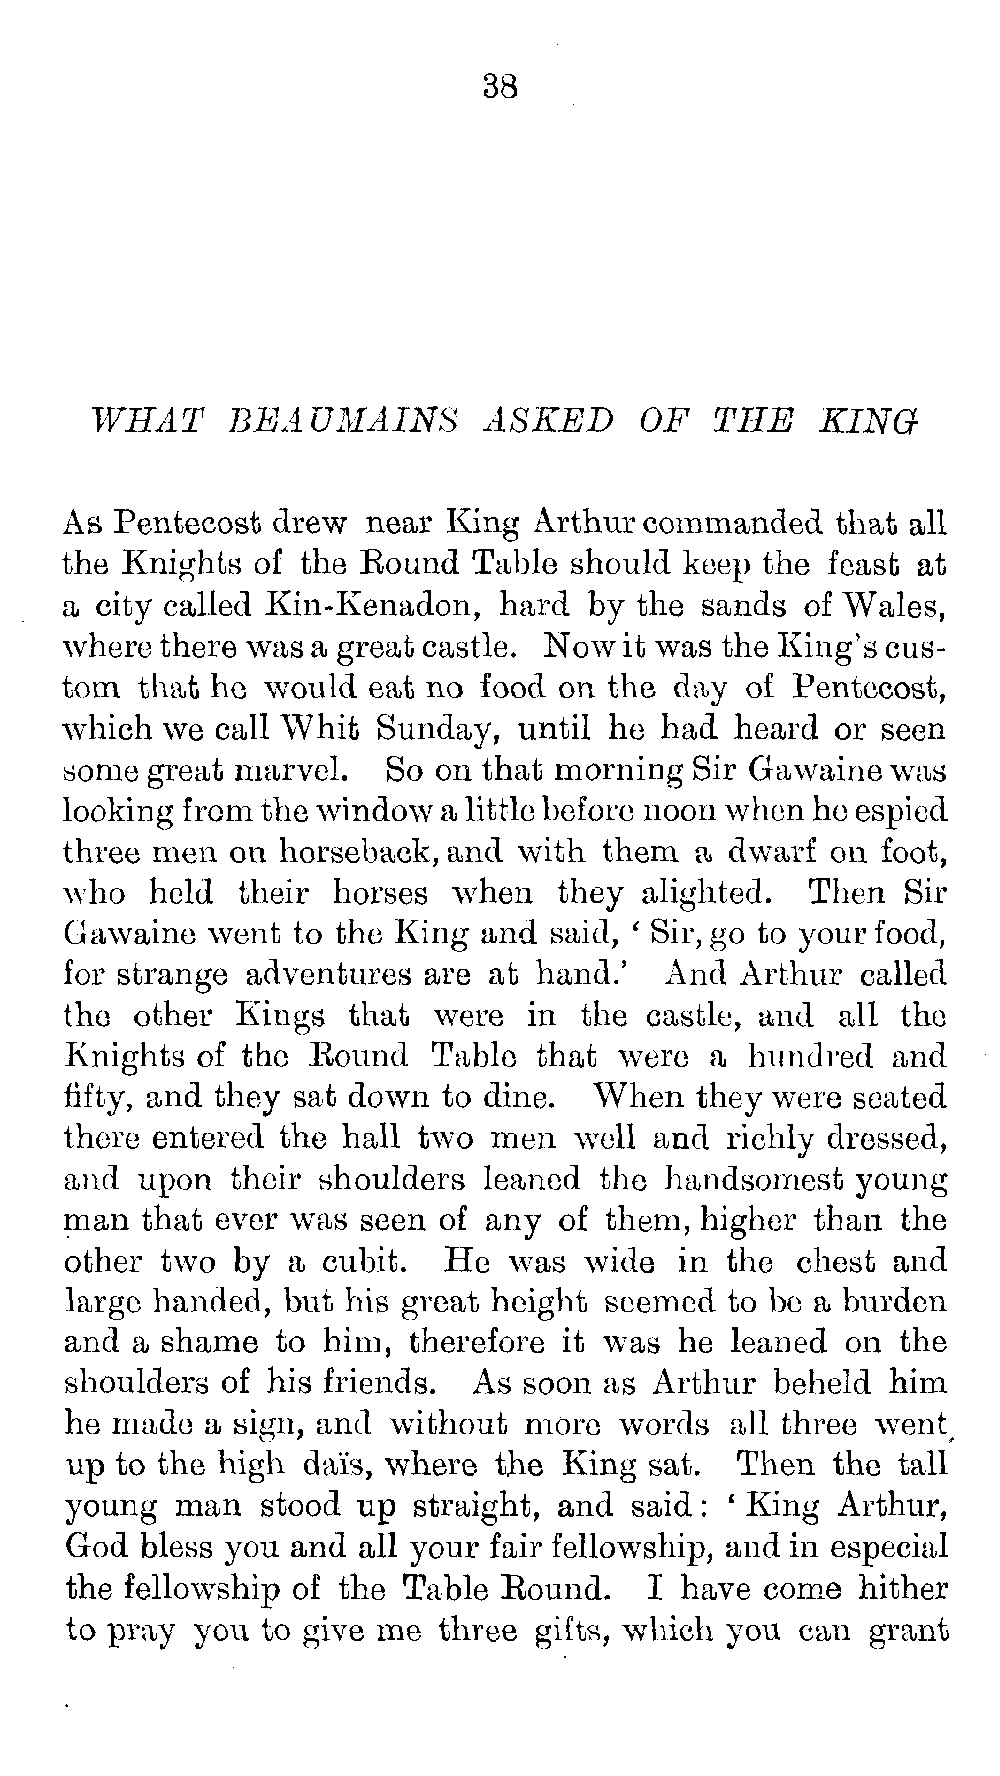 38
WHAT BEAUMAINS ASKED OF THE KING
As Pentecost drew near King Arthur commanded that all
the Knights of the Round Table should keep the feast at
a city called Kin-Kenadon, hard by the sands of Wales,
where there was a great castle. Now it was the King's cus-
tom that he would eat no food on the day of Pentecost,
which we call Whit Sunday, until he had heard or seen
some great marvel. So on that morning Sir Gawaine was
looking from the window a little before noon when he espied
three men on horseback, and with them a dwarf on foot,
who held their horses when they alighted. Then Sir
Gawaine went to the King and said, ‘Sir, go to your food,
for strange adventures are at hand.’ And Arthur called
the other Kings that were in the castle, and all the
Knights of the Round Table that were a hundred and
fifty, and they sat down to dine. When they were seated
there entered the hall two men well and richly dressed,
and upon their shoulders leaned the handsomest young
man that ever was seen of any of them, higher than the
other two by a cubit. He was wide in the chest and
large handed, but his great height seemed to be a burden
and a shame to him, therefore it was he leaned on the
shoulders of his friends. As soon as Arthur beheld him
he made a sign, and without more words all three went
up to the high daïs, where the King sat. Then the tall
young man stood up straight, and said: ‘King Arthur,
God bless you and all your fair fellowship, and in especial
the fellowship of the Table Round. I have come hither
to pray you to give me three gifts, which you can grant